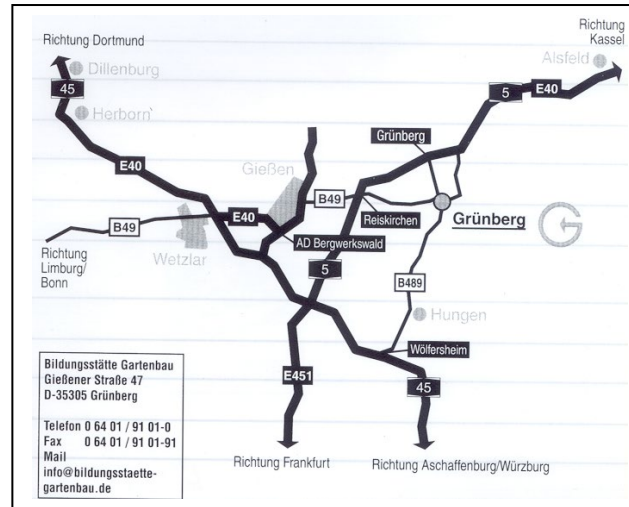 Richtung Dortmund
Richtung
Kassel
Alsfeld
Dillenburg
45
5
E40
Herborn
Grünberg
E40
Gießen
B49
Reiskirchen
Grünberg
B49
E40
AD Bergwerkswald
Wetzlar
Richtung
Limburg/
Bonn
5
B489
Hungen
Wölfersheim
E451
45
Bildungsstätte Gartenbau
Gießener Straße 47
D-35305 Grünberg
Telefon 0 64 01 / 91 01-0
Fax 0 64 01 / 91 01-91
Mail
info@bildungsstaette-
gartenbau.de
Richtung Frankfurt
Richtung Aschaffenburg/Würzburg